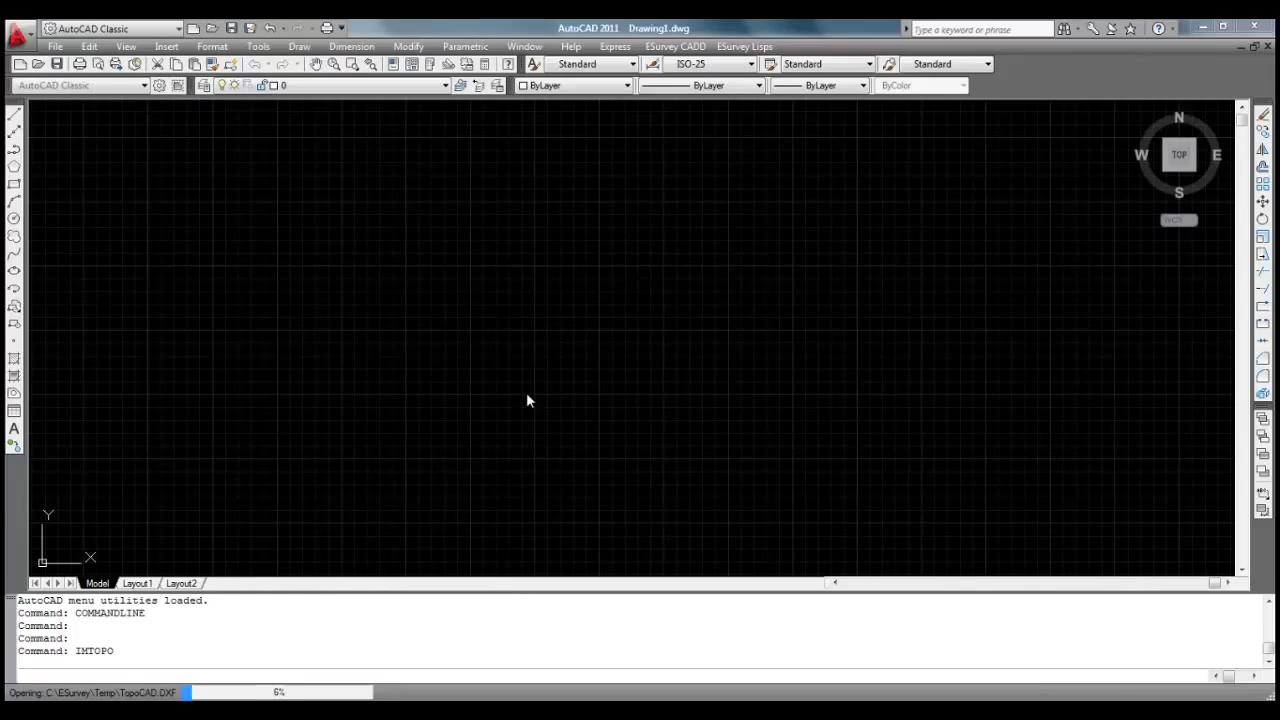 AutoCAD Classic
AutoCAD 2011 Drawing1.dwg
Type a keyword or phrase
File Edit View Insert Format Tools Draw Dimension Modify Parametric Window Help Express ESurvey CADD ESurvey Lisps
Standard ISO-25 Standard Standard
AutoCAD Classic 0 ByLayer ByLayer ByLayer ByColor
N
W TOP E
S
WCS
A
Y
X
Model Layout1 Layout2
AutoCAD menu utilities loaded.
Command: COMMANDLINE
Command:
Command:
Command: IMTOPO
Opening: C:\ESurvey\Temp\TopoCAD.DXF 6%